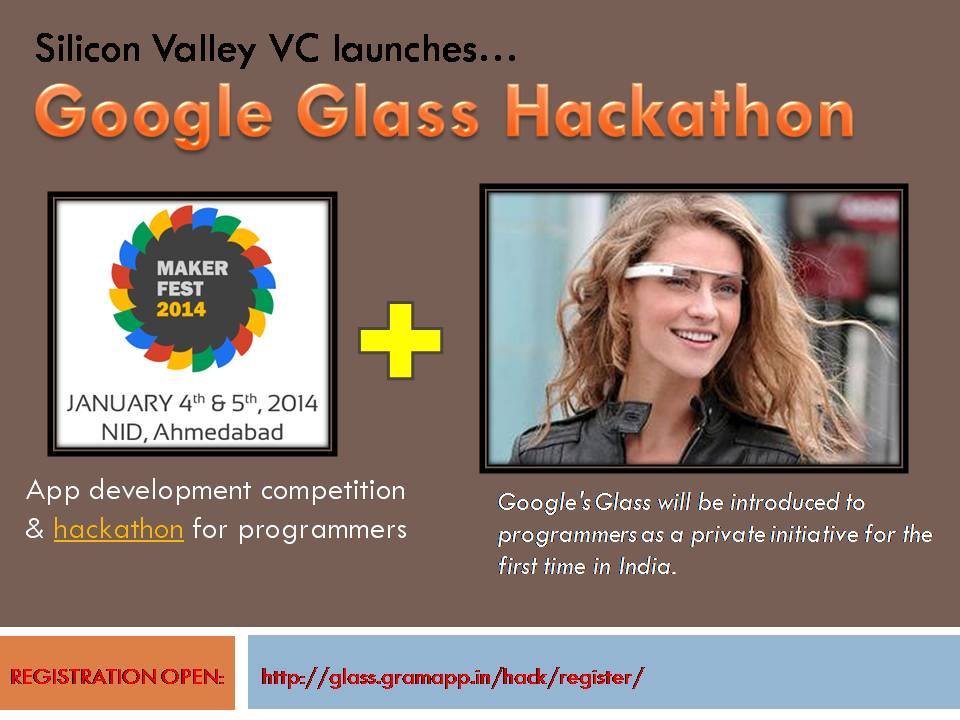 Silicon Valley VC launches...
Google Glass Hackathon
MAKER
FEST
2014
JANUARY 4th & 5th, 2014
NID, Ahmedabad
App development competition
& hackathon for programmers
Google's Glass will be introduced to
programmers as a private initiative for the
first time in India.
REGISTRATION OPEN:
http://glass.gramapp.in/hack/register/